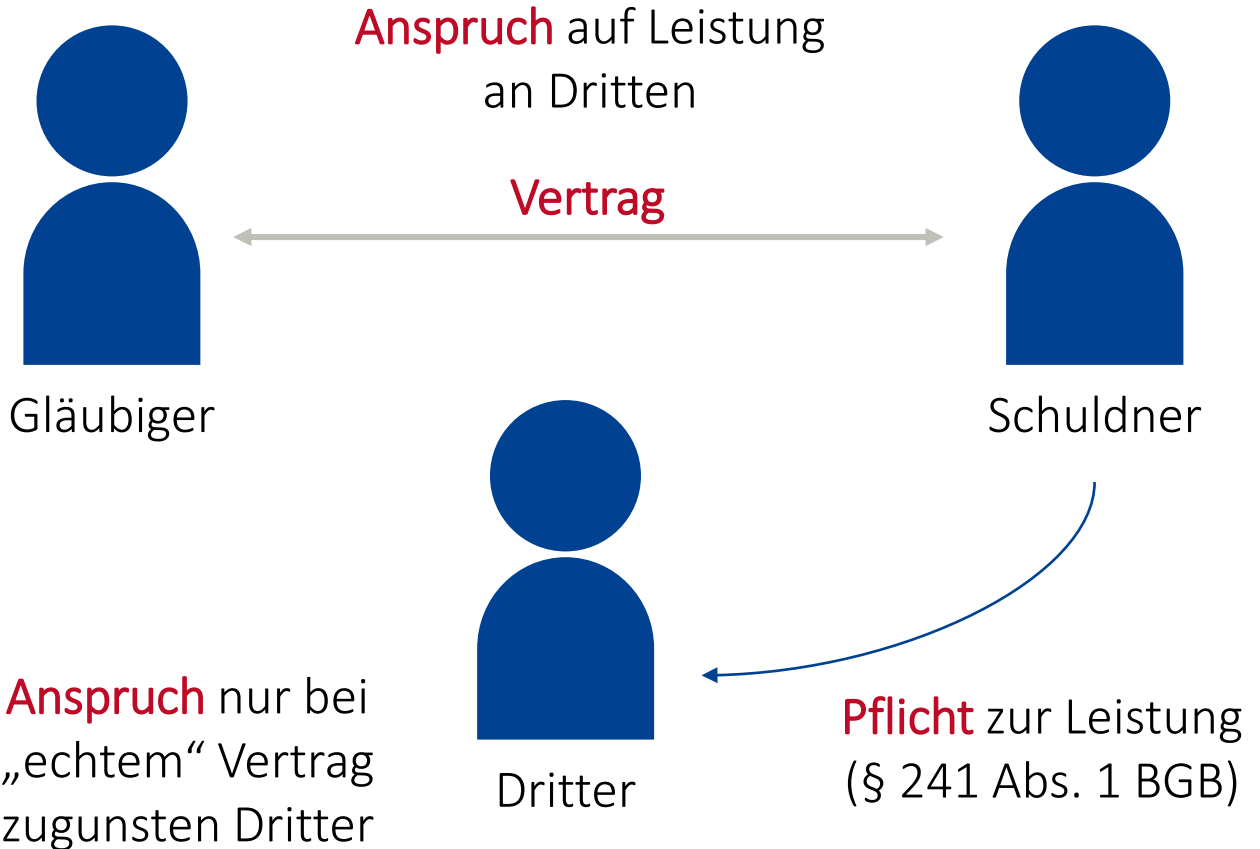 Anspruch auf Leistung
an Dritten
Vertrag
Gläubiger
Schuldner
Anspruch nur bei
„echtem“ Vertrag
zugunsten Dritter
Dritter
Pflicht zur Leistung
(§ 241 Abs. 1 BGB)